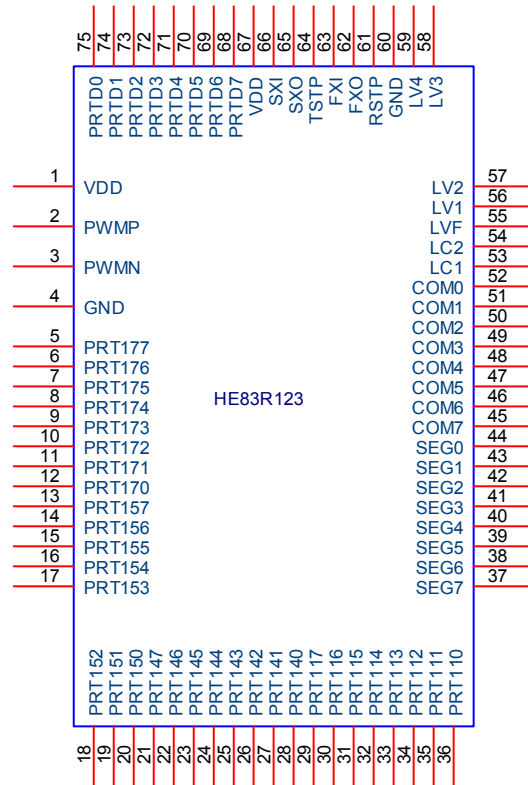 75 74 73 72 71 70 69 68 67 66 65 64 63 62 61 60 59 58
PRTD0 PRTD1 PRTD2 PRTD3 PRTD4 PRTD5 PRTD6 PRTD7 VDD SXI SXO TSTP FXI FXO RSTP GND LV4 LV3
1 VDD
2 PWMP
3 PWMN
4 GND
5 PRT177
6 PRT176
7 PRT175
8 PRT174
9 PRT173
10 PRT172
11 PRT171
12 PRT170
13 PRT157
14 PRT156
15 PRT155
16 PRT154
17 PRT153
HE83R123
LV2 57
LV1 56
LVF 55
LC2 54
LC1 53
COM0 52
COM1 51
COM2 50
COM3 49
COM4 48
COM5 47
COM6 46
COM7 45
SEG0 44
SEG1 43
SEG2 42
SEG3 41
SEG4 40
SEG5 39
SEG6 38
SEG7 37
PRT152 PRT151 PRT150 PRT147 PRT146 PRT145 PRT144 PRT143 PRT142 PRT141 PRT140 PRT117 PRT116 PRT115 PRT114 PRT113 PRT112 PRT111 PRT110
18 19 20 21 22 23 24 25 26 27 28 29 30 31 32 33 34 35 36